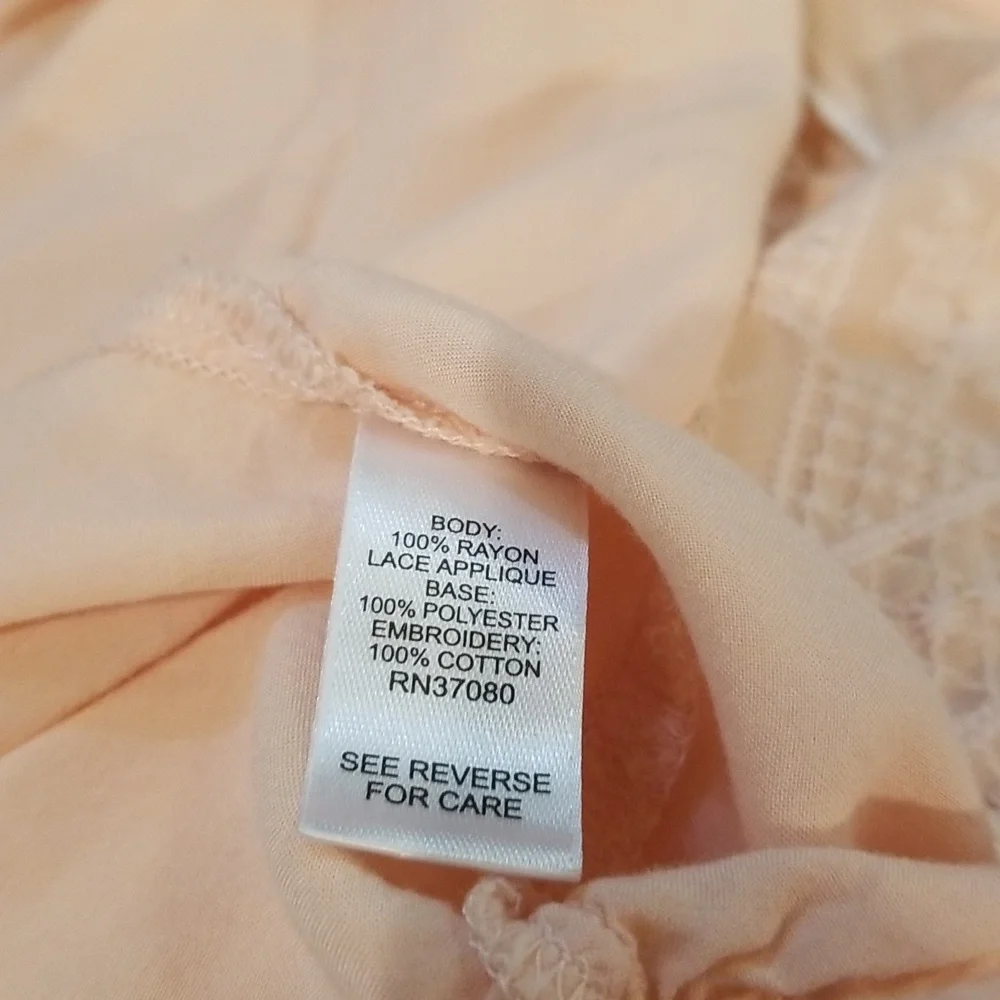 BODY:
100% RAYON
LACE APPLIQUE
BASE:
100% POLYESTER
EMBROIDERY:
100% COTTON
RN37080
SEE REVERSE
FOR CARE